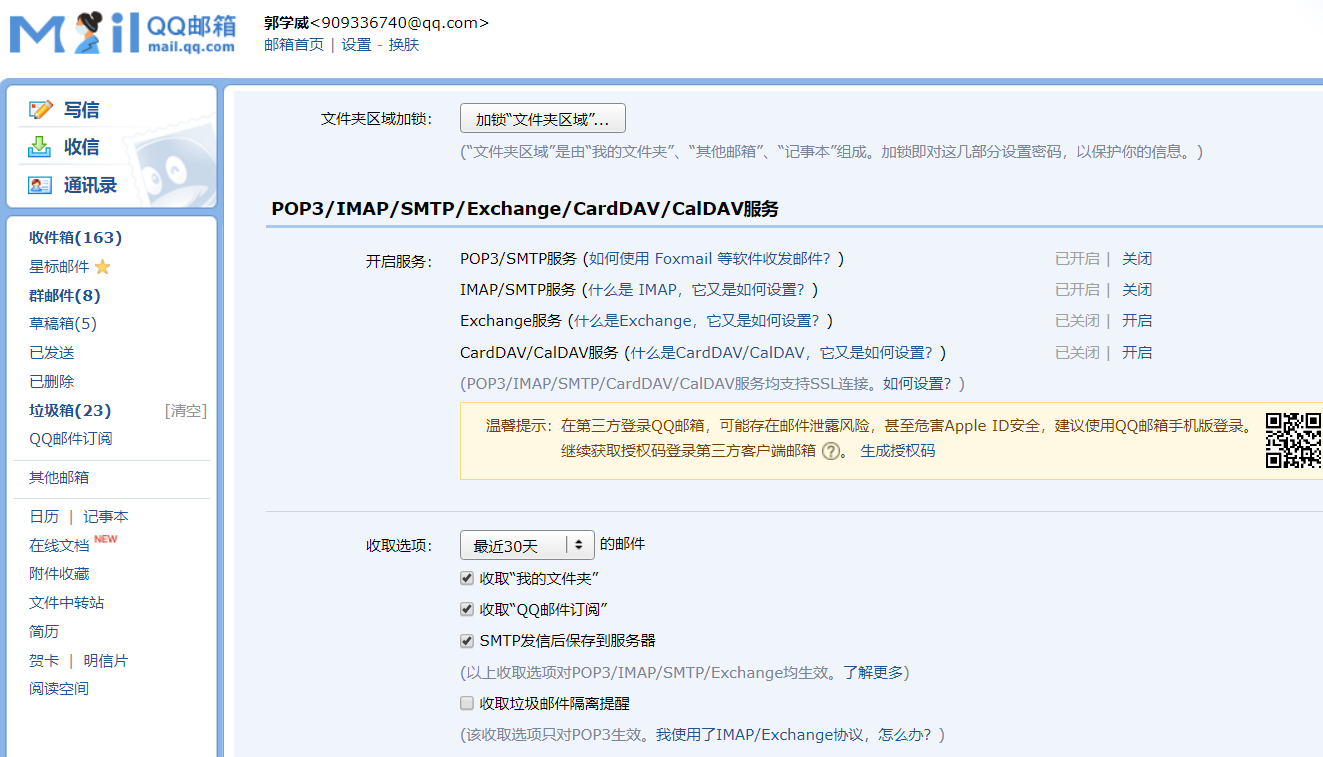 Mail QQ邮箱
mail.qq.com
郭学威<909336740@qq.com>
邮箱首页 | 设置 - 换肤
写信
收信
通讯录
收件箱(163)
星标邮件
群邮件(8)
草稿箱(5)
已发送
已删除
垃圾箱(23) [清空]
QQ邮件订阅
其他邮箱
日历 | 记事本
在线文档 NEW
附件收藏
文件中转站
简历
贺卡 | 明信片
阅读空间
文件夹区域加锁： 加锁“文件夹区域”...
(“文件夹区域”是由“我的文件夹”、“其他邮箱”、“记事本”组成。加锁即对这几部分设置密码，以保护你的信息。)
POP3/IMAP/SMTP/Exchange/CardDAV/CalDAV服务
开启服务： POP3/SMTP服务 (如何使用 Foxmail 等软件收发邮件？) 已开启 | 关闭
IMAP/SMTP服务 (什么是 IMAP，它又是如何设置？) 已开启 | 关闭
Exchange服务 (什么是Exchange，它又是如何设置？) 已关闭 | 开启
CardDAV/CalDAV服务 (什么是CardDAV/CalDAV，它又是如何设置？) 已关闭 | 开启
(POP3/IMAP/SMTP/CardDAV/CalDAV服务均支持SSL连接。如何设置？)
温馨提示： 在第三方登录QQ邮箱，可能存在邮件泄露风险，甚至危害Apple ID安全，建议使用QQ邮箱手机版登录。
继续获取授权码登录第三方客户端邮箱 ?。 生成授权码
收取选项： 最近30天 的邮件
收取“我的文件夹”
收取“QQ邮件订阅”
SMTP发信后保存到服务器
(以上收取选项对POP3/IMAP/SMTP/Exchange均生效。了解更多)
收取垃圾邮件隔离提醒
(该收取选项只对POP3生效。我使用了IMAP/Exchange协议，怎么办？)